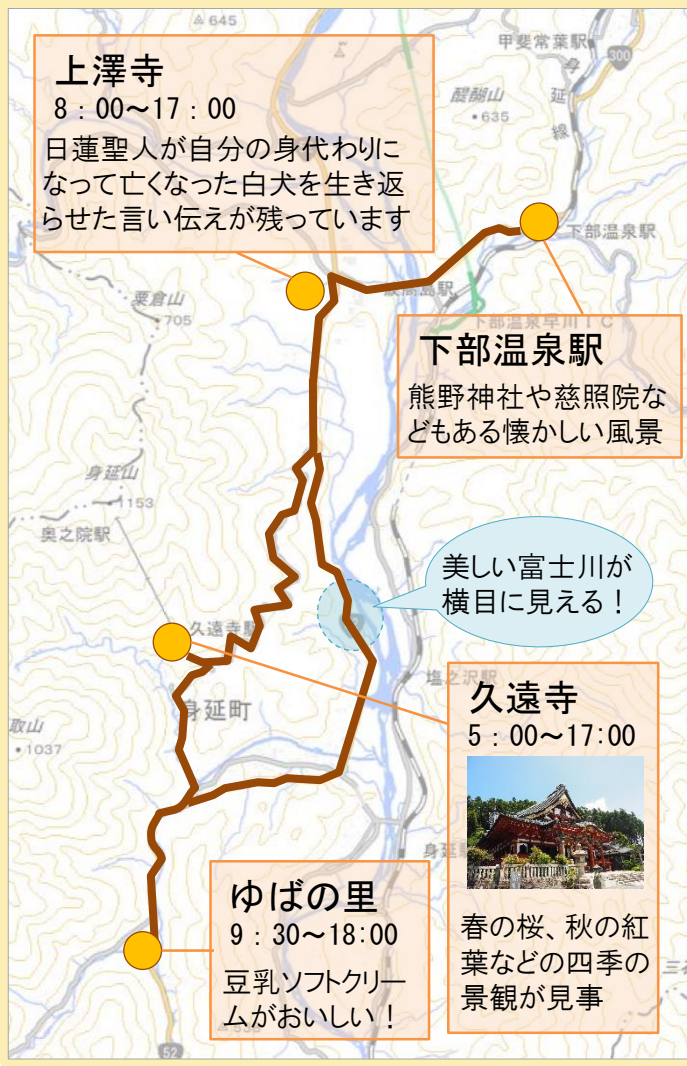 645
甲斐常葉駅
300
身
延
線
醍醐山
・635
上澤寺
8：00～17：00
日蓮聖人が自分の身代わりに
なって亡くなった白犬を生き返
らせた言い伝えが残っています
下部温泉駅
粟倉山
705
波高島駅
下部温泉早川IC
下部温泉駅
熊野神社や慈照院な
どもある懐かしい風景
身延山
1153
奥之院駅
美しい富士川が
横目に見える！
久遠寺駅
塩之沢駅
身延町
取山
・1037
久遠寺
5：00～17:00
春の桜、秋の紅
葉などの四季の
景観が見事
身延
ゆばの里
9：30～18:00
豆乳ソフトクリー
ムがおいしい！
52